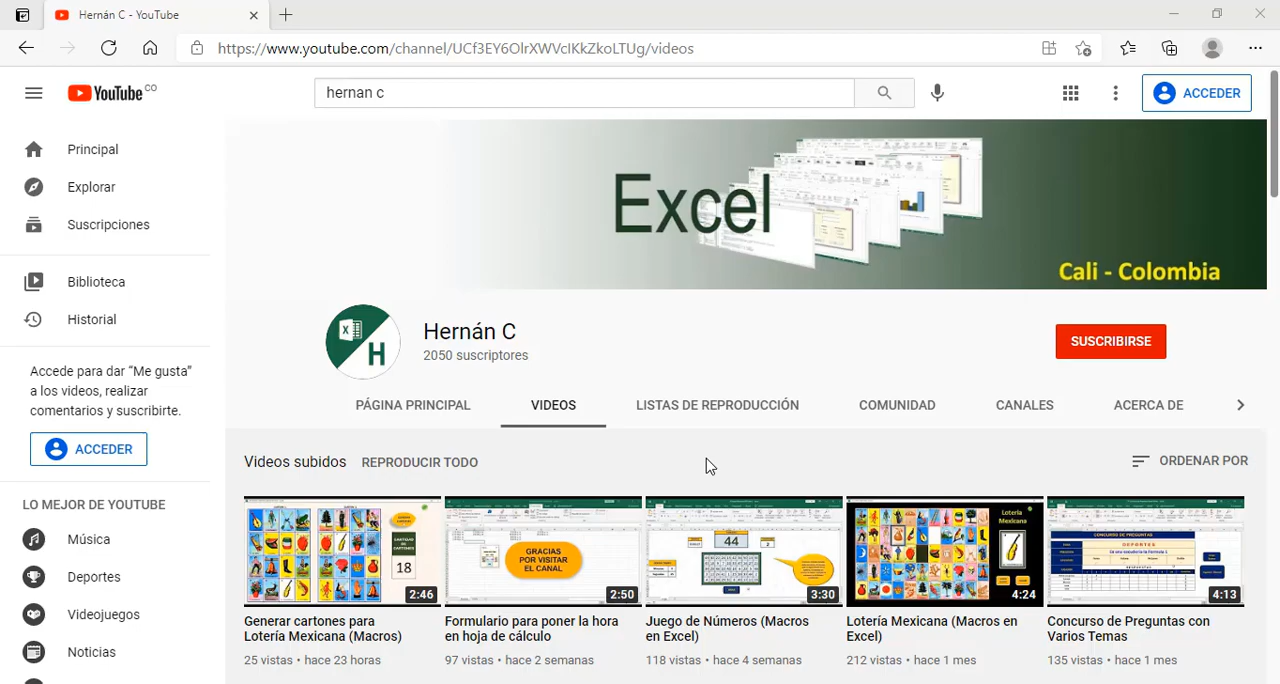 Hernán C - YouTube
https://www.youtube.com/channel/UCf3EY6OlrXWVcIKkZkoLTUg/videos
YouTube CO
hernan c
ACCEDER
Principal
Explorar
Suscripciones
Biblioteca
Historial
Accede para dar “Me gusta”
a los videos, realizar
comentarios y suscribirte.
ACCEDER
LO MEJOR DE YOUTUBE
Música
Deportes
Videojuegos
Noticias
Excel
Cali - Colombia
X
H
Hernán C
2050 suscriptores
SUSCRIBIRSE
PÁGINA PRINCIPAL
VIDEOS
LISTAS DE REPRODUCCIÓN
COMUNIDAD
CANALES
ACERCA DE
Videos subidos
REPRODUCIR TODO
ORDENAR POR
CANTIDAD
DE
CARTONES
18
2:46
Generar cartones para
Lotería Mexicana (Macros)
25 vistas • hace 23 horas
GRACIAS
POR VISITAR
EL CANAL
2:50
Formulario para poner la hora
en hoja de cálculo
97 vistas • hace 2 semanas
44
2
3:30
Juego de Números (Macros
en Excel)
118 vistas • hace 4 semanas
Lotería
Mexicana
4:24
Lotería Mexicana (Macros en
Excel)
212 vistas • hace 1 mes
CONCURSO DE PREGUNTAS
DEPORTES
4:13
Concurso de Preguntas con
Varios Temas
135 vistas • hace 1 mes